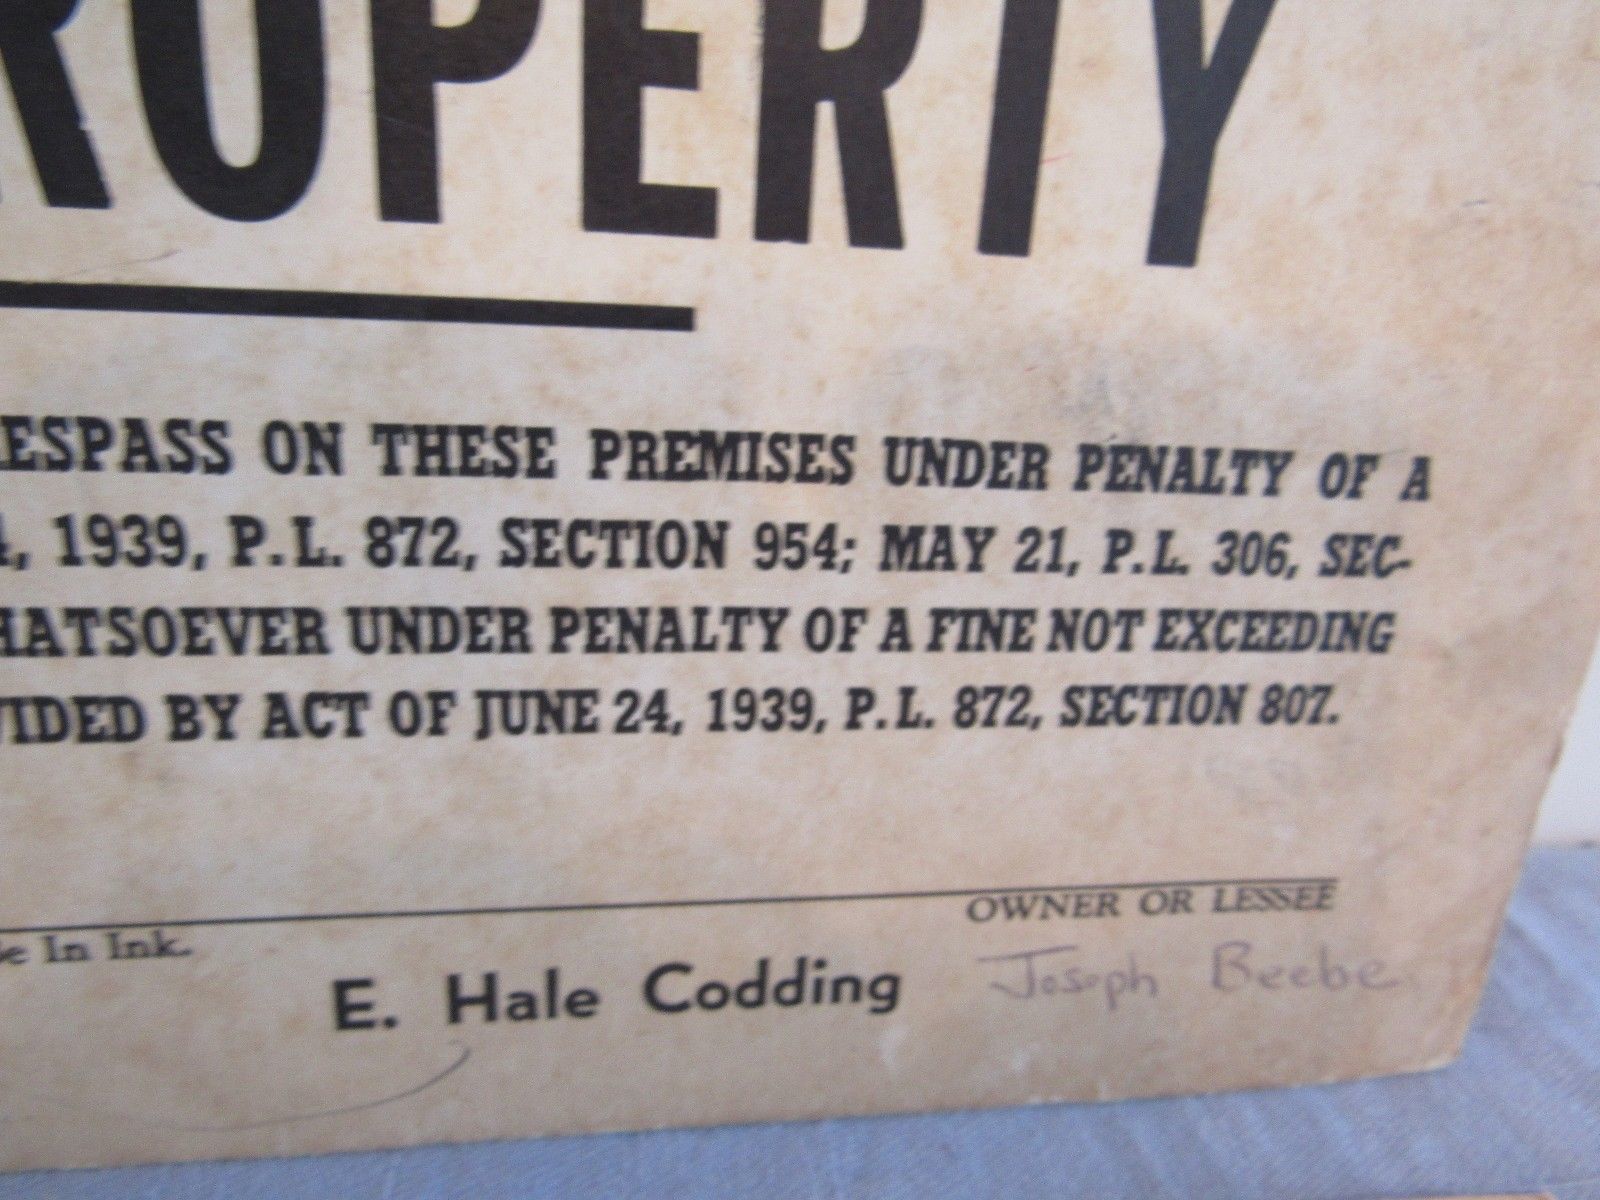 ROPERTY
RESPASS ON THESE PREMISES UNDER PENALTY OF A
4, 1939, P.L. 872, SECTION 954; MAY 21, P.L. 306, SEC-
HATSOEVER UNDER PENALTY OF A FINE NOT EXCEEDING
VIDED BY ACT OF JUNE 24, 1939, P.L. 872, SECTION 807.
OWNER OR LESSEE
e In Ink.
E. Hale Codding
Joseph Beebe